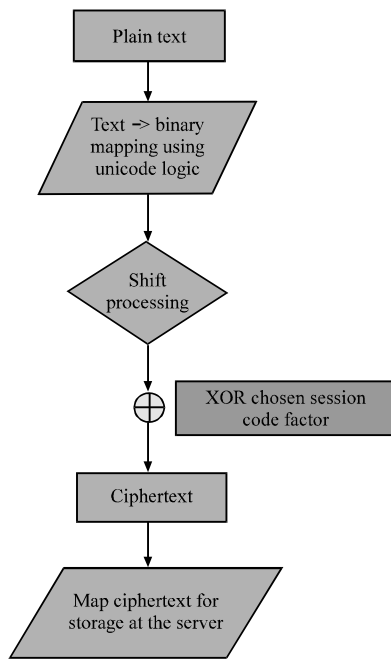 Plain text
Text -> binary
mapping using
unicode logic
Shift
processing
XOR chosen session
code factor
Ciphertext
Map ciphertext for
storage at the server